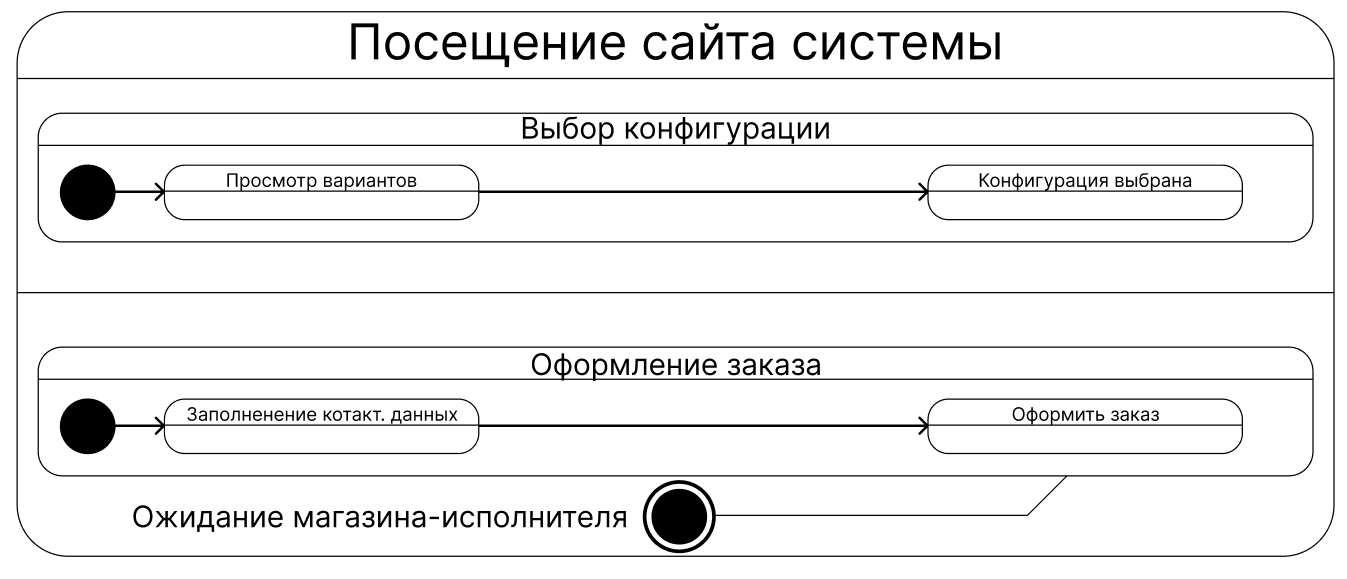 Посещение сайта системы
Выбор конфигурации
Просмотр вариантов
Конфигурация выбрана
Оформление заказа
Заполненение котакт. данных
Оформить заказ
Ожидание магазина-исполнителя